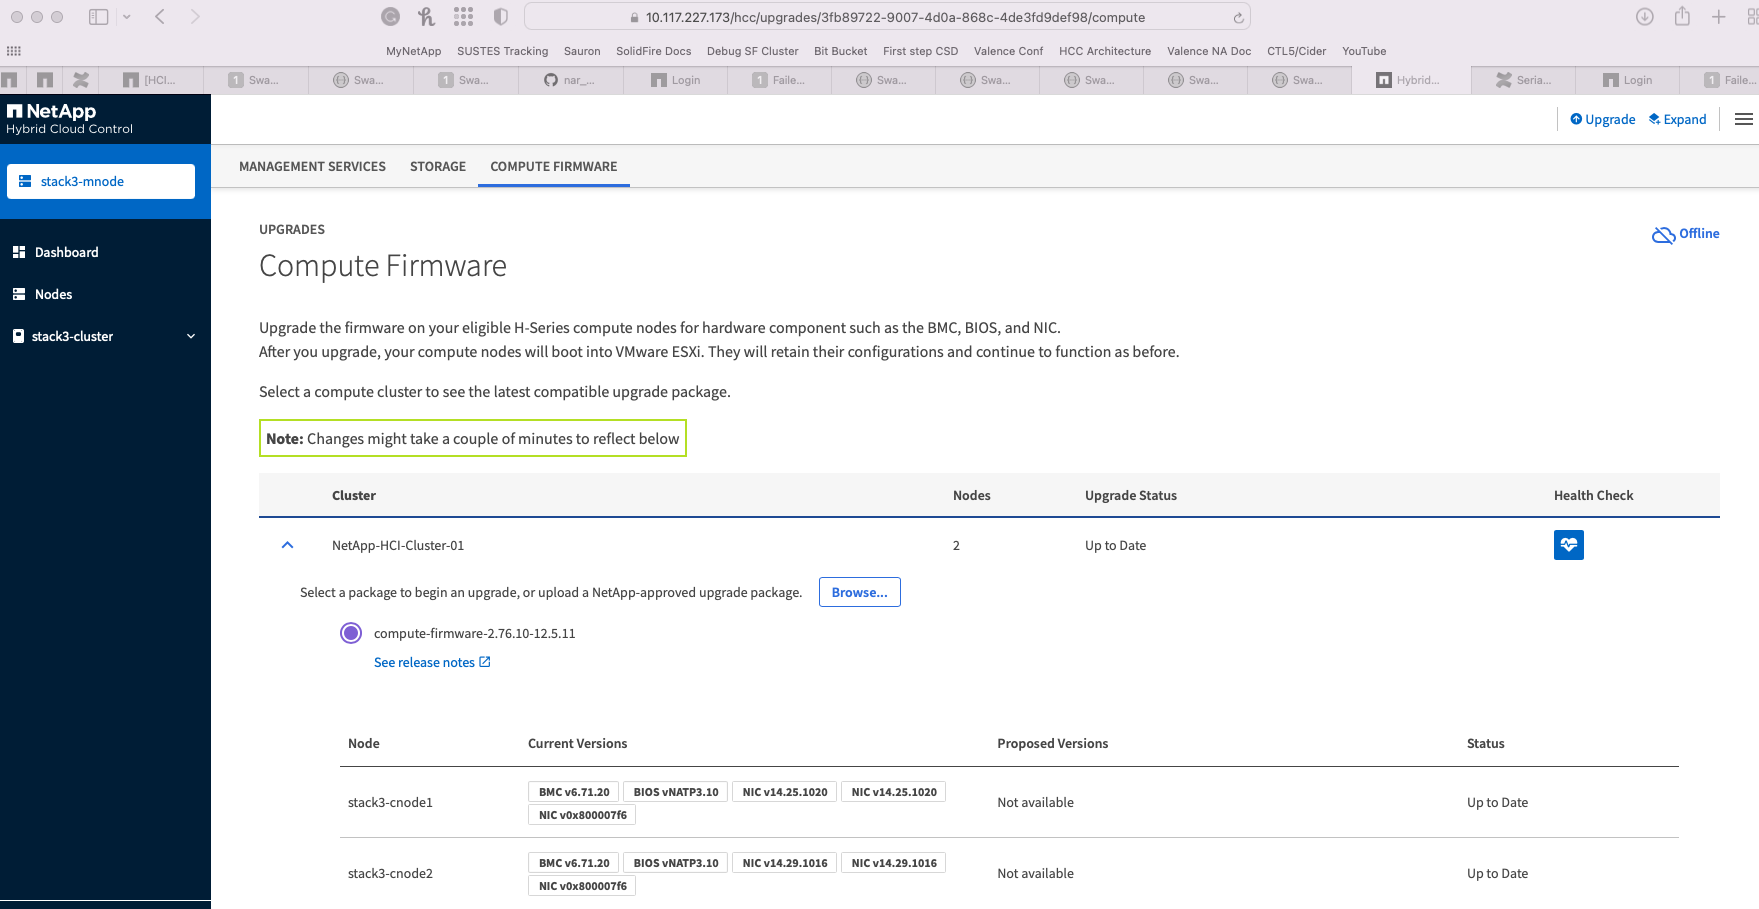 10.117.227.173/hcc/upgrades/3fb89722-9007-4d0a-868c-4de3fd9def98/compute
MyNetApp SUSTES Tracking Sauron SolidFire Docs Debug SF Cluster Bit Bucket First step CSD Valence Conf HCC Architecture Valence NA Doc CTL5/Cider YouTube
[HCI... 1 Swa... Swa... 1 Swa... nar_... Login 1 Faile... Swa... Swa... Swa... Swa... Swa... Hybrid... Seria... Login 1 Faile...
NetApp
Hybrid Cloud Control
Upgrade Expand
stack3-mnode
MANAGEMENT SERVICES STORAGE COMPUTE FIRMWARE
Dashboard
Nodes
stack3-cluster
UPGRADES
Offline
Compute Firmware
Upgrade the firmware on your eligible H-Series compute nodes for hardware component such as the BMC, BIOS, and NIC.
After you upgrade, your compute nodes will boot into VMware ESXi. They will retain their configurations and continue to function as before.
Select a compute cluster to see the latest compatible upgrade package.
Note: Changes might take a couple of minutes to reflect below
Cluster Nodes Upgrade Status Health Check
NetApp-HCI-Cluster-01 2 Up to Date
Select a package to begin an upgrade, or upload a NetApp-approved upgrade package. Browse...
compute-firmware-2.76.10-12.5.11
See release notes
Node Current Versions Proposed Versions Status
BMC v6.71.20 BIOS vNATP3.10 NIC v14.25.1020 NIC v14.25.1020
stack3-cnode1 Not available Up to Date
NIC v0x800007f6
BMC v6.71.20 BIOS vNATP3.10 NIC v14.29.1016 NIC v14.29.1016
stack3-cnode2 Not available Up to Date
NIC v0x800007f6